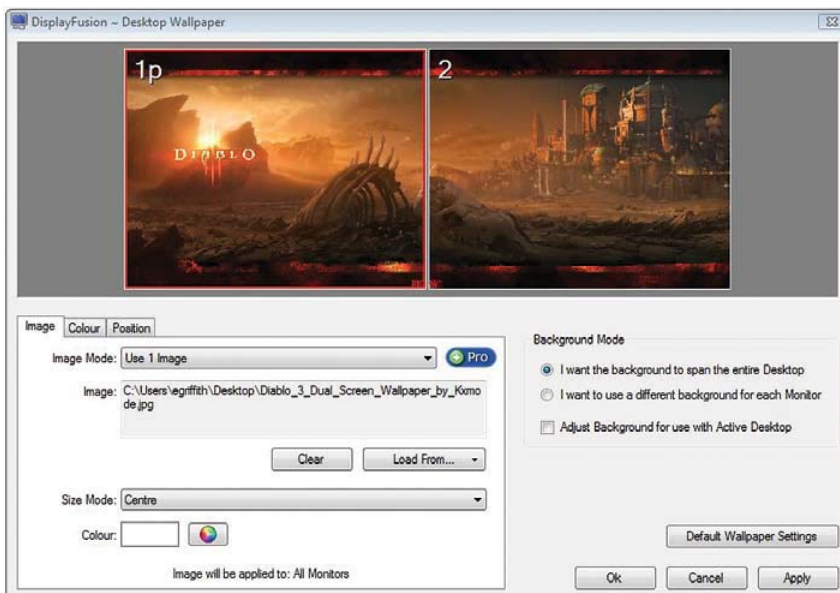 DisplayFusion ~ Desktop Wallpaper
1p
2
DIABLO
III
Image
Colour
Position
Image Mode:
Use 1 Image
Pro
Image:
C:\Users\egriffith\Desktop\Diablo_3_Dual_Screen_Wallpaper_by_Kxmo
de.jpg
Clear
Load From...
Size Mode:
Centre
Colour:
Image will be applied to: All Monitors
Background Mode
I want the background to span the entire Desktop
I want to use a different background for each Monitor
Adjust Background for use with Active Desktop
Default Wallpaper Settings
Ok
Cancel
Apply